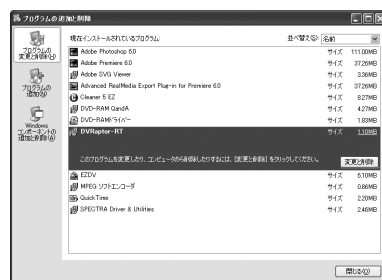 プログラムの追加と削除
プログラムの変更と削除(H)
プログラムの追加(N)
Windows コンポーネントの追加と削除(A)
現在インストールされているプログラム:
並べ替え(S): 名前
Adobe Photoshop 6.0 サイズ 111.00MB
Adobe Premiere 6.0 サイズ 37.26MB
Adobe SVG Viewer サイズ 3.36MB
Advanced RealMedia Export Plug-in for Premiere 6.0 サイズ 37.26MB
Cleaner 5 EZ サイズ 8.27MB
DVD-RAM QandA サイズ 4.27MB
DVD-RAMドライバー サイズ 1.83MB
DVRaptor-RT サイズ 1.10MB
このプログラムを変更したり、コンピュータから削除したりするには、[変更と削除] をクリックしてください。
変更と削除
EZDV サイズ 6.10MB
MPEG ソフトエンコーダ サイズ 0.86MB
QuickTime サイズ 2.20MB
SPECTRA Driver & Utilities サイズ 2.46MB
閉じる(C)